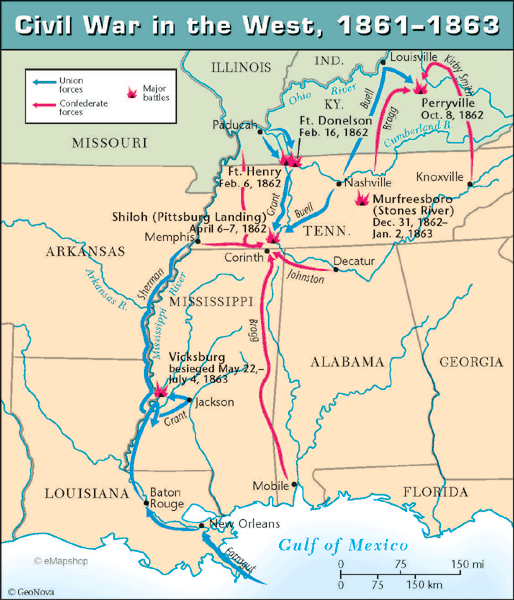 Civil War in the West, 1861–1863
Union
forces
Confederate
forces
Major
battles
ILLINOIS
IND.
Louisville
Ohio River
KY.
Buell
Bragg
Kirby Smith
Perryville
Oct. 8, 1862
Paducah
Ft. Donelson
Feb. 16, 1862
Cumberland R.
MISSOURI
Ft. Henry
Feb. 6, 1862
Grant
Buell
Nashville
Knoxville
Murfreesboro
(Stones River)
Dec. 31, 1862–
Jan. 2, 1863
Shiloh (Pittsburg Landing)
April 6–7, 1862
TENN.
Memphis
Corinth
Decatur
Johnston
ARKANSAS
Arkansas R.
Sherman
Mississippi River
MISSISSIPPI
Bragg
ALABAMA
GEORGIA
Vicksburg
besieged May 22,–
July 4, 1863
Jackson
Grant
Mobile
LOUISIANA
Baton
Rouge
FLORIDA
New Orleans
Farragut
Gulf of Mexico
0 75 150 mi
0 75 150 km
© eMapshop
© GeoNova